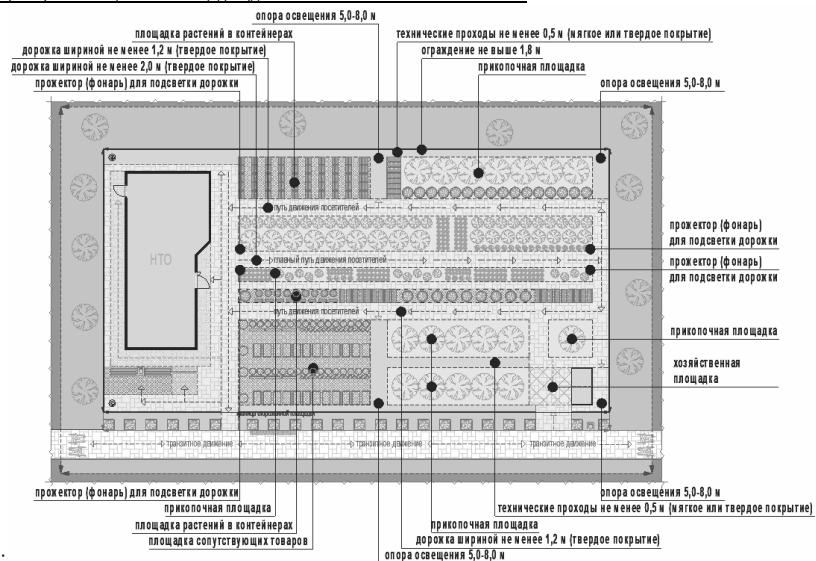 опора освещения 5,0-8,0 м
площадка растений в контейнерах
технические проходы не менее 0,5 м (мягкое или твердое покрытие)
дорожка шириной не менее 1,2 м (твердое покрытие)
ограждение не выше 1,8 м
дорожка шириной не менее 2,0 м (твердое покрытие)
прикопочная площадка
прожектор (фонарь) для подсветки дорожки
опора освещения 5,0-8,0 м
путь движения посетителей
НТО
главный путь движения посетителей
прожектор (фонарь)
для подсветки дорожки
прожектор (фонарь)
для подсветки дорожки
путь движения посетителей
прикопочная площадка
хозяйственная
площадка
транзитное движение
транзитное движение
транзитное движение
прожектор (фонарь) для подсветки дорожки
опора освещения 5,0-8,0 м
прикопочная площадка
технические проходы не менее 0,5 м (мягкое или твердое покрытие)
площадка растений в контейнерах
прикопочная площадка
площадка сопутствующих товаров
дорожка шириной не менее 1,2 м (твердое покрытие)
опора освещения 5,0-8,0 м